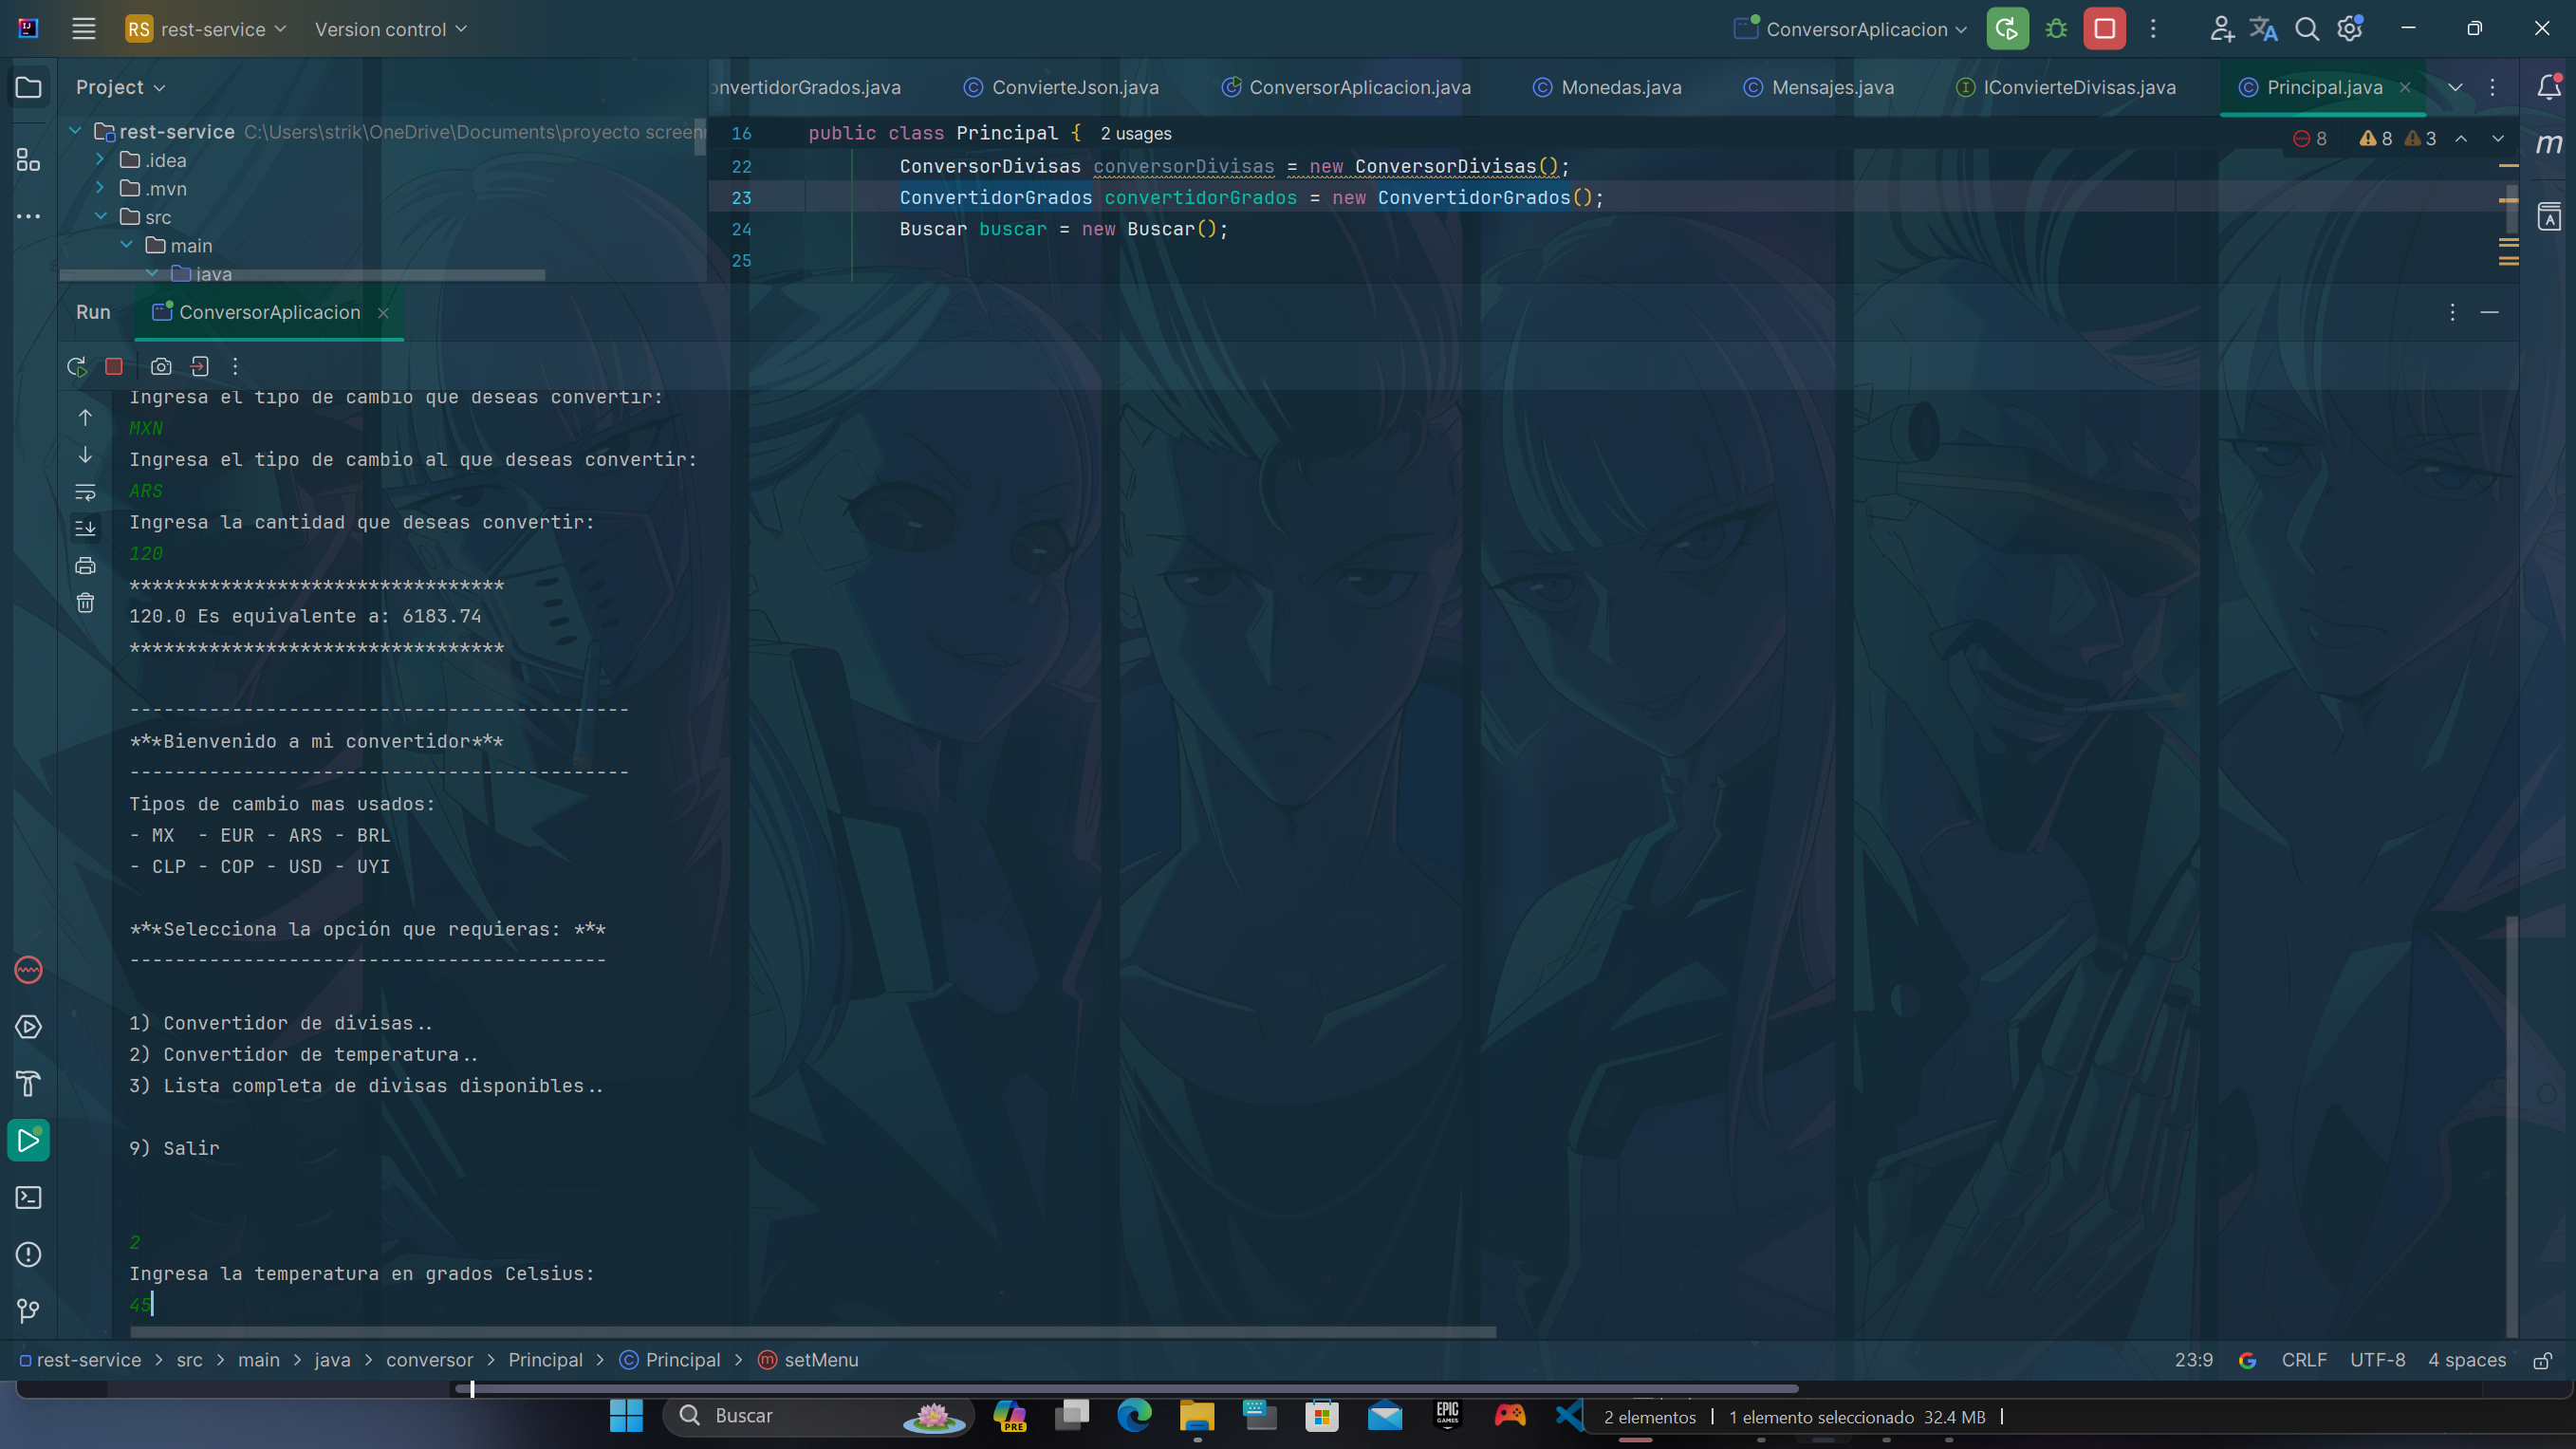 RS rest-service Version control ConversorAplicacion
Project
onvertidorGrados.java ConvierteJson.java ConversorAplicacion.java Monedas.java Mensajes.java IConvierteDivisas.java Principal.java
rest-service C:\Users\strik\OneDrive\Documents\proyecto screen
.idea
.mvn
src
main
java
16 public class Principal { 2 usages
8 8 3
22 ConversorDivisas conversorDivisas = new ConversorDivisas();
23 ConvertidorGrados convertidorGrados = new ConvertidorGrados();
24 Buscar buscar = new Buscar();
25
Run ConversorAplicacion
Ingresa el tipo de cambio que deseas convertir:
MXN
Ingresa el tipo de cambio al que deseas convertir:
ARS
Ingresa la cantidad que deseas convertir:
120
*********************************
120.0 Es equivalente a: 6183.74
*********************************
--------------------------------------------
***Bienvenido a mi convertidor***
--------------------------------------------
Tipos de cambio mas usados:
- MX  - EUR - ARS - BRL
- CLP - COP - USD - UYI
***Selecciona la opción que requieras: ***
------------------------------------------
1) Convertidor de divisas..
2) Convertidor de temperatura..
3) Lista completa de divisas disponibles..
9) Salir
2
Ingresa la temperatura en grados Celsius:
45
rest-service > src > main > java > conversor > Principal > Principal > setMenu
23:9 CRLF UTF-8 4 spaces
Buscar
PRE
EPIC GAMES
2 elementos | 1 elemento seleccionado 32.4 MB |